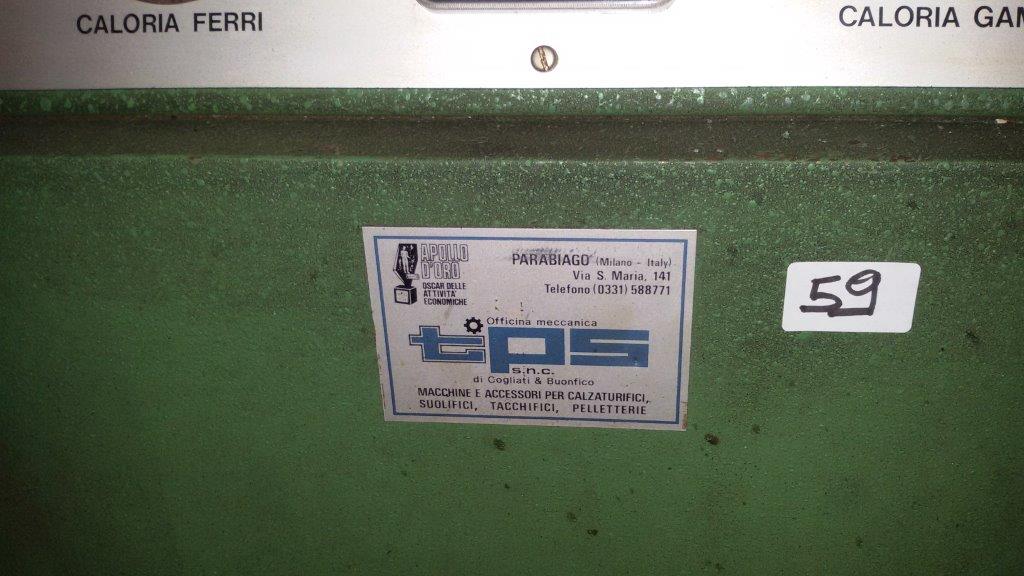 CALORIA FERRI
CALORIA GAM
APOLLO
D'ORO
OSCAR DELLE
ATTIVITA'
ECONOMICHE
PARABIAGO (Milano - Italy)
Via S. Maria, 141
Telefono (0331) 588771
59
Officina meccanica
tps
s.n.c.
di Cogliati & Buonfico
MACCHINE E ACCESSORI PER CALZATURIFICI,
SUOLIFICI, TACCHIFICI, PELLETTERIE